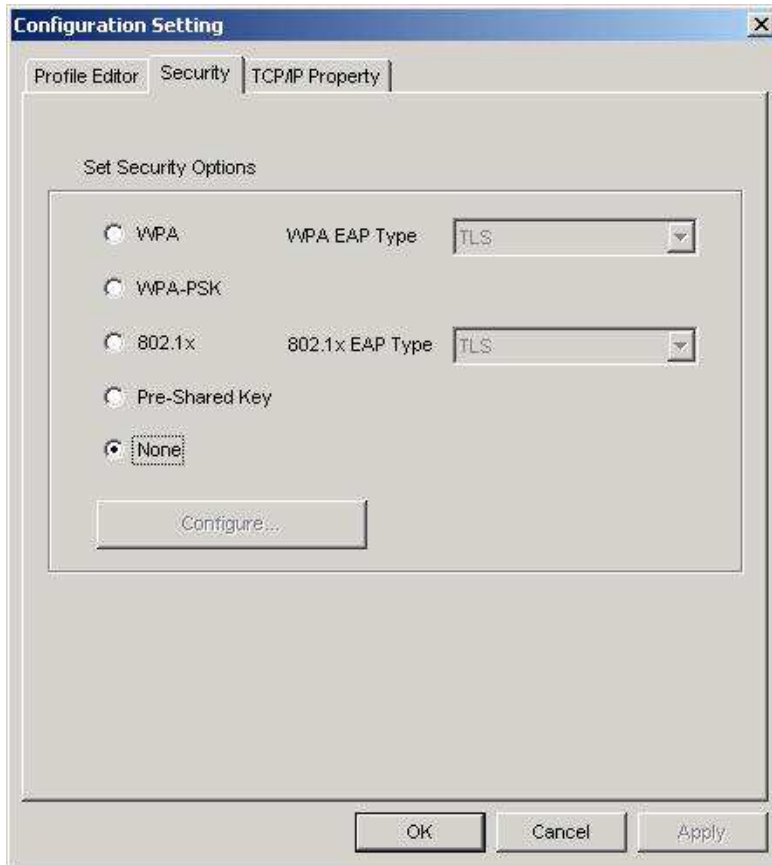 Configuration Setting
Profile Editor Security TCP/IP Property
Set Security Options
WPA WPA EAP Type TLS
WPA-PSK
802.1x 802.1x EAP Type TLS
Pre-Shared Key
None
Configure...
OK Cancel Apply